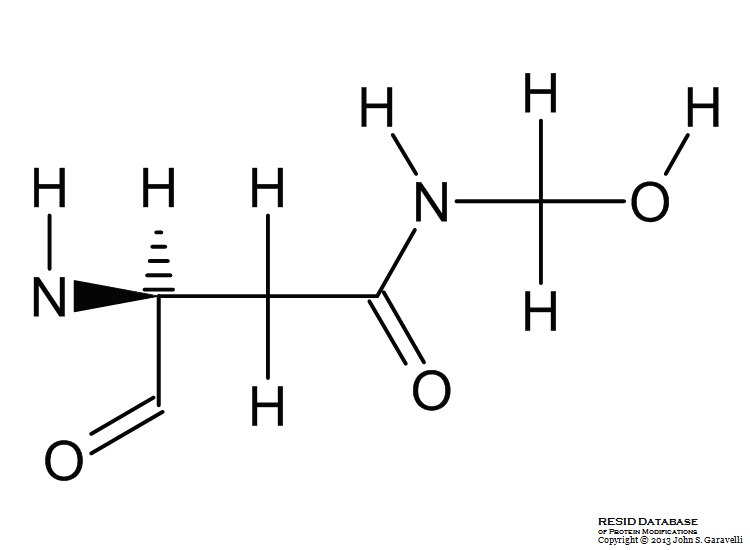 H H
H H H H O
N
N H
H
O
O
RESID DATABASE
OF PROTEIN MODIFICATIONS
Copyright © 2013 John S. Garavelli